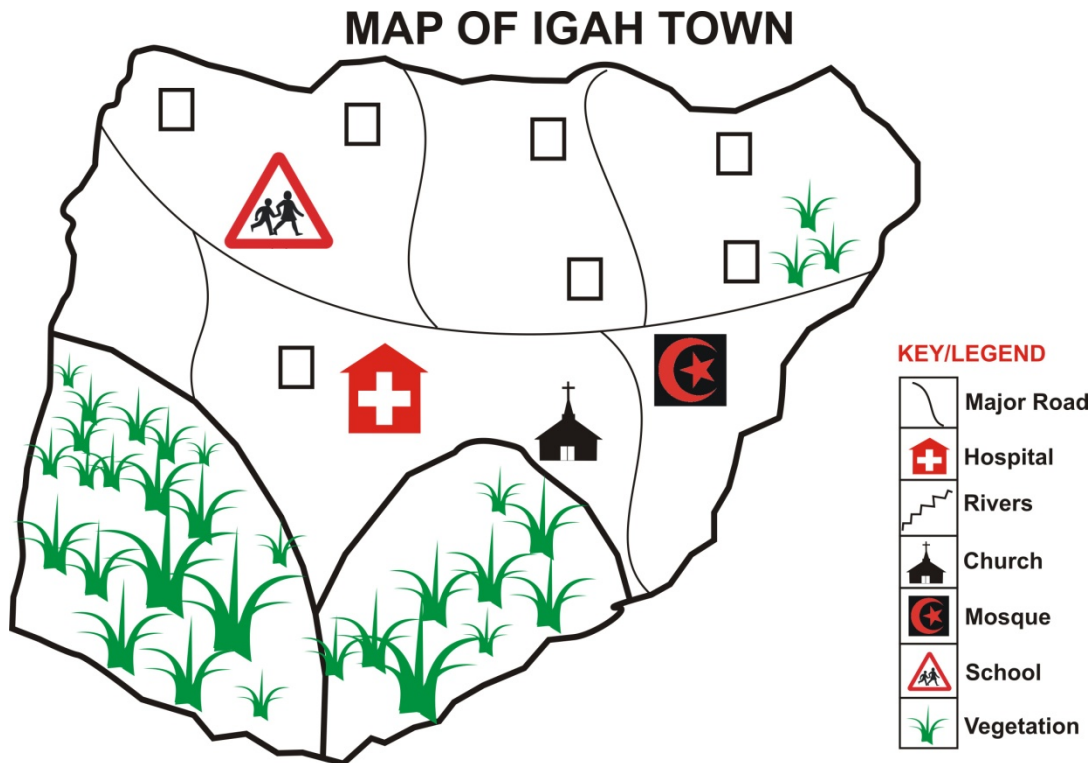 MAP OF IGAH TOWN
KEY/LEGEND
Major Road
Hospital
Rivers
Church
Mosque
School
Vegetation